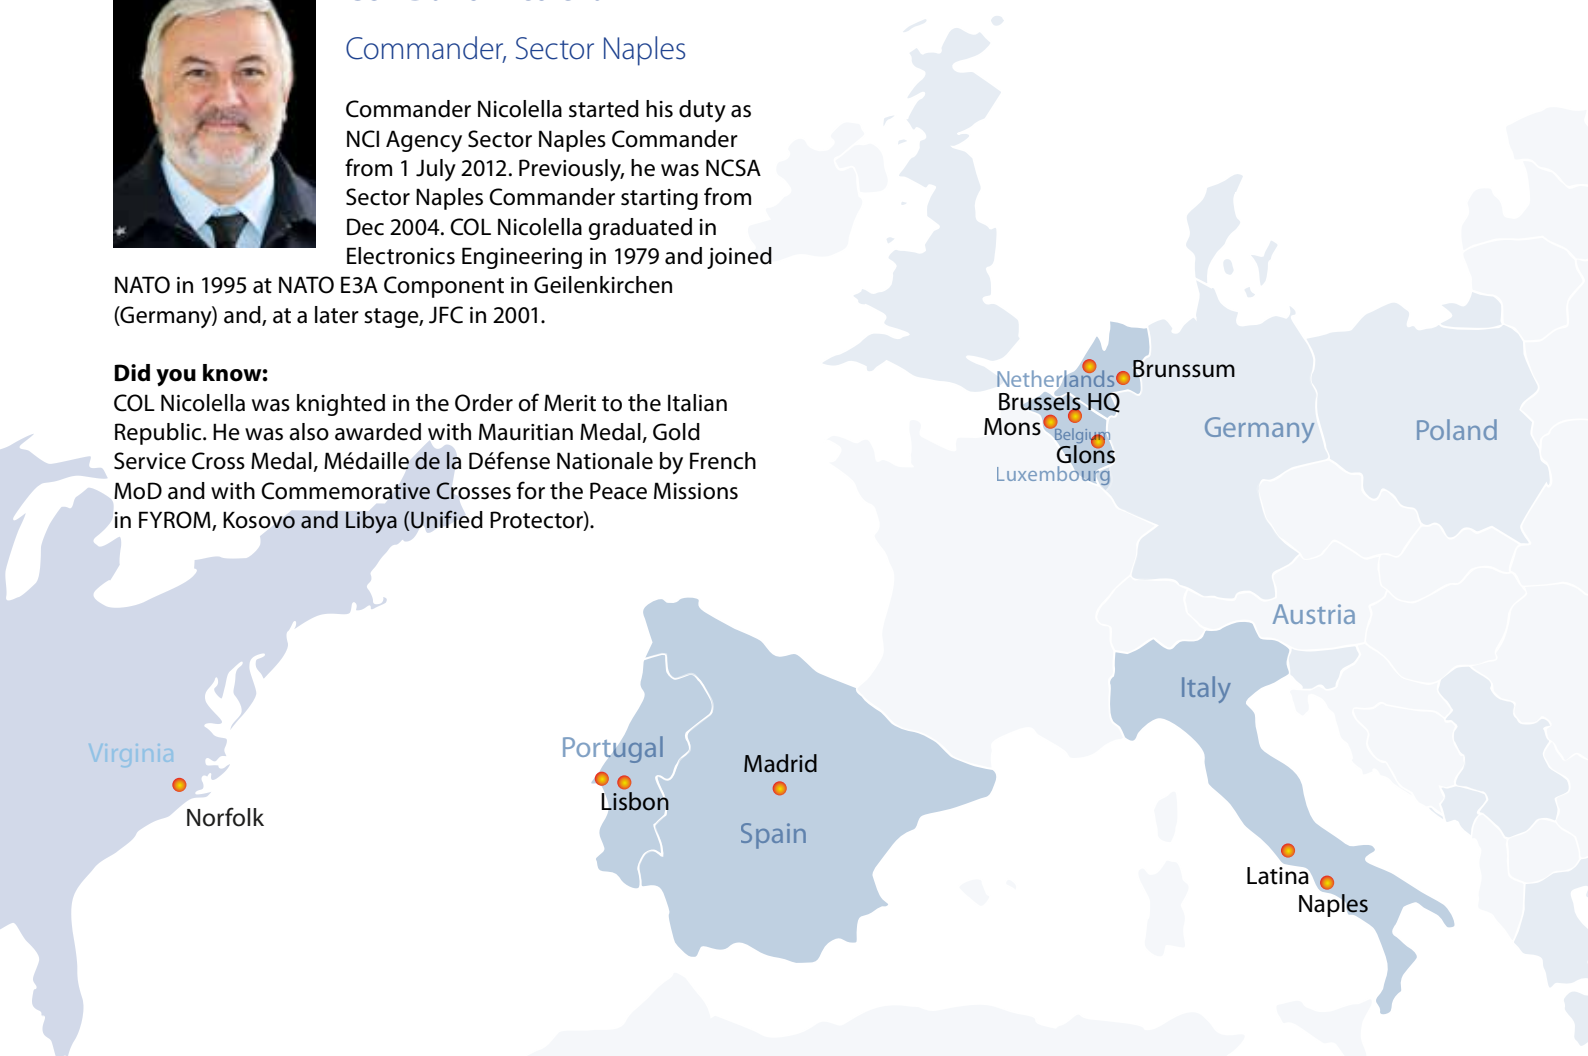 Commander, Sector Naples
Commander Nicolella started his duty as
NCI Agency Sector Naples Commander
from 1 July 2012. Previously, he was NCSA
Sector Naples Commander starting from
Dec 2004. COL Nicolella graduated in
Electronics Engineering in 1979 and joined
NATO in 1995 at NATO E3A Component in Geilenkirchen
(Germany) and, at a later stage, JFC in 2001.
Did you know:
COL Nicolella was knighted in the Order of Merit to the Italian
Republic. He was also awarded with Mauritian Medal, Gold
Service Cross Medal, Médaille de la Défense Nationale by French
MoD and with Commemorative Crosses for the Peace Missions
in FYROM, Kosovo and Libya (Unified Protector).
Netherlands
Brunssum
Brussels HQ
Mons
Belgium
Glons
Luxembourg
Germany
Poland
Austria
Italy
Virginia
Norfolk
Portugal
Lisbon
Madrid
Spain
Latina
Naples